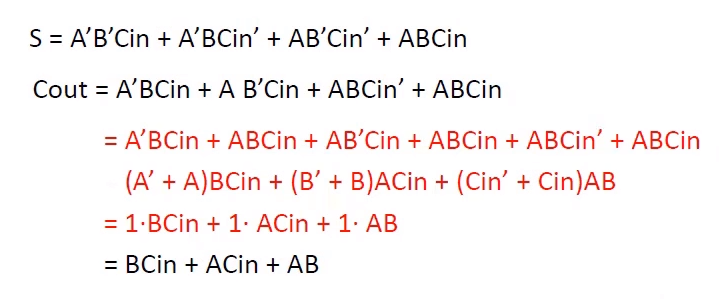 S = A’B’Cin + A’BCin’ + AB’Cin’ + ABCin
Cout = A’BCin + A B’Cin + ABCin’ + ABCin
= A’BCin + ABCin + AB’Cin + ABCin + ABCin’ + ABCin
(A’ + A)BCin + (B’ + B)ACin + (Cin’ + Cin)AB
= 1·BCin + 1· ACin + 1· AB
= BCin + ACin + AB